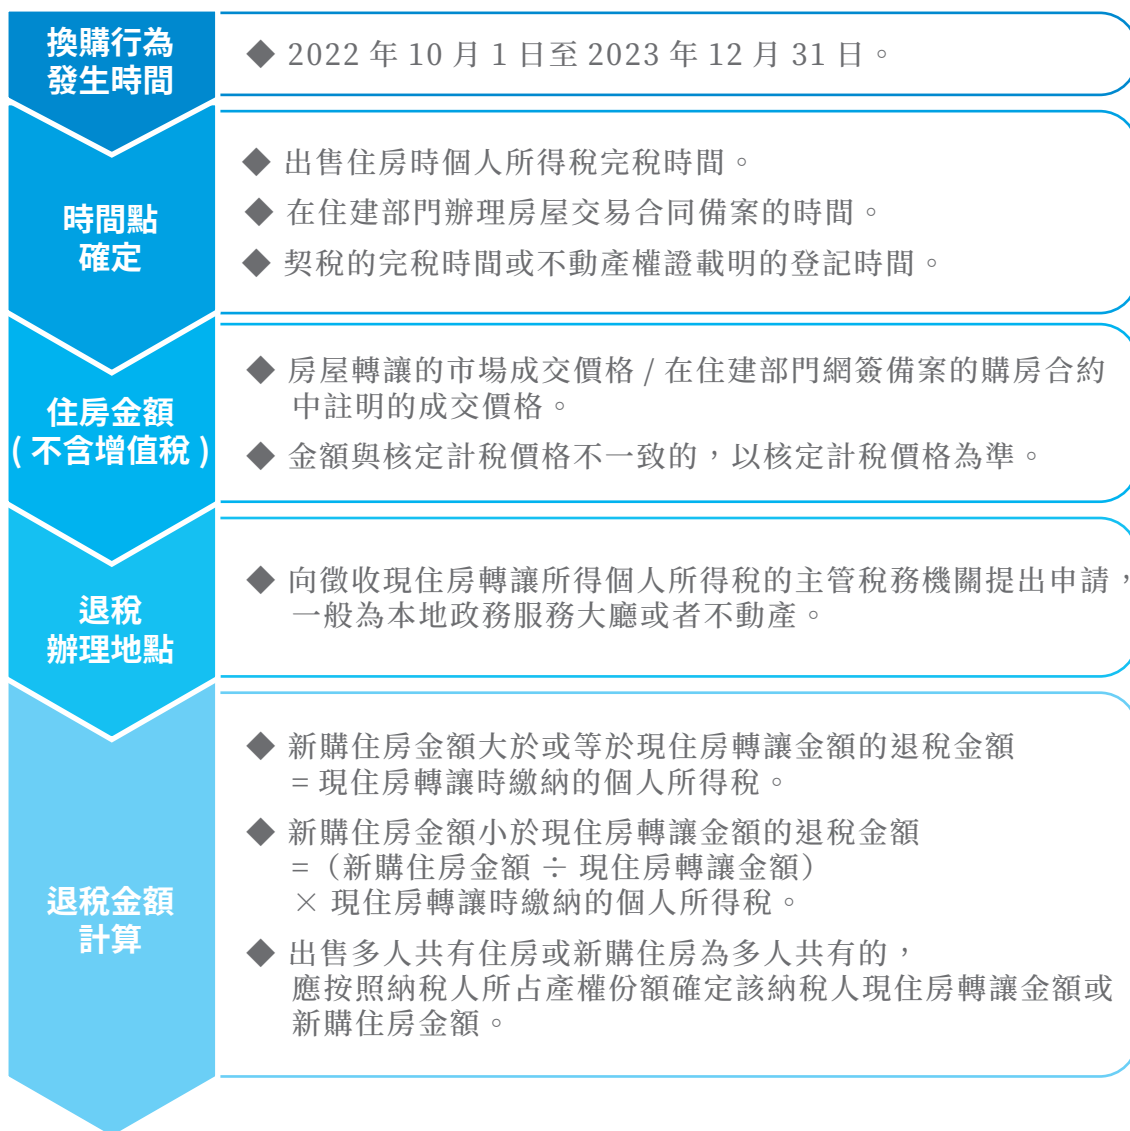 換購行為
發生時間
◆ 2022 年 10 月 1 日至 2023 年 12 月 31 日。
時間點
確定
◆ 出售住房時個人所得稅完稅時間。
◆ 在住建部門辦理房屋交易合同備案的時間。
◆ 契稅的完稅時間或不動產權證載明的登記時間。
住房金額
( 不含增值稅 )
◆ 房屋轉讓的市場成交價格 / 在住建部門網簽備案的購房合約
中註明的成交價格。
◆ 金額與核定計稅價格不一致的，以核定計稅價格為準。
退稅
辦理地點
◆ 向徵收現住房轉讓所得個人所得稅的主管稅務機關提出申請，
一般為本地政務服務大廳或者不動產。
退稅金額
計算
◆ 新購住房金額大於或等於現住房轉讓金額的退稅金額
= 現住房轉讓時繳納的個人所得稅。
◆ 新購住房金額小於現住房轉讓金額的退稅金額
=（新購住房金額 ÷ 現住房轉讓金額）
× 現住房轉讓時繳納的個人所得稅。
◆ 出售多人共有住房或新購住房為多人共有的，
應按照納稅人所占產權份額確定該納稅人現住房轉讓金額或
新購住房金額。